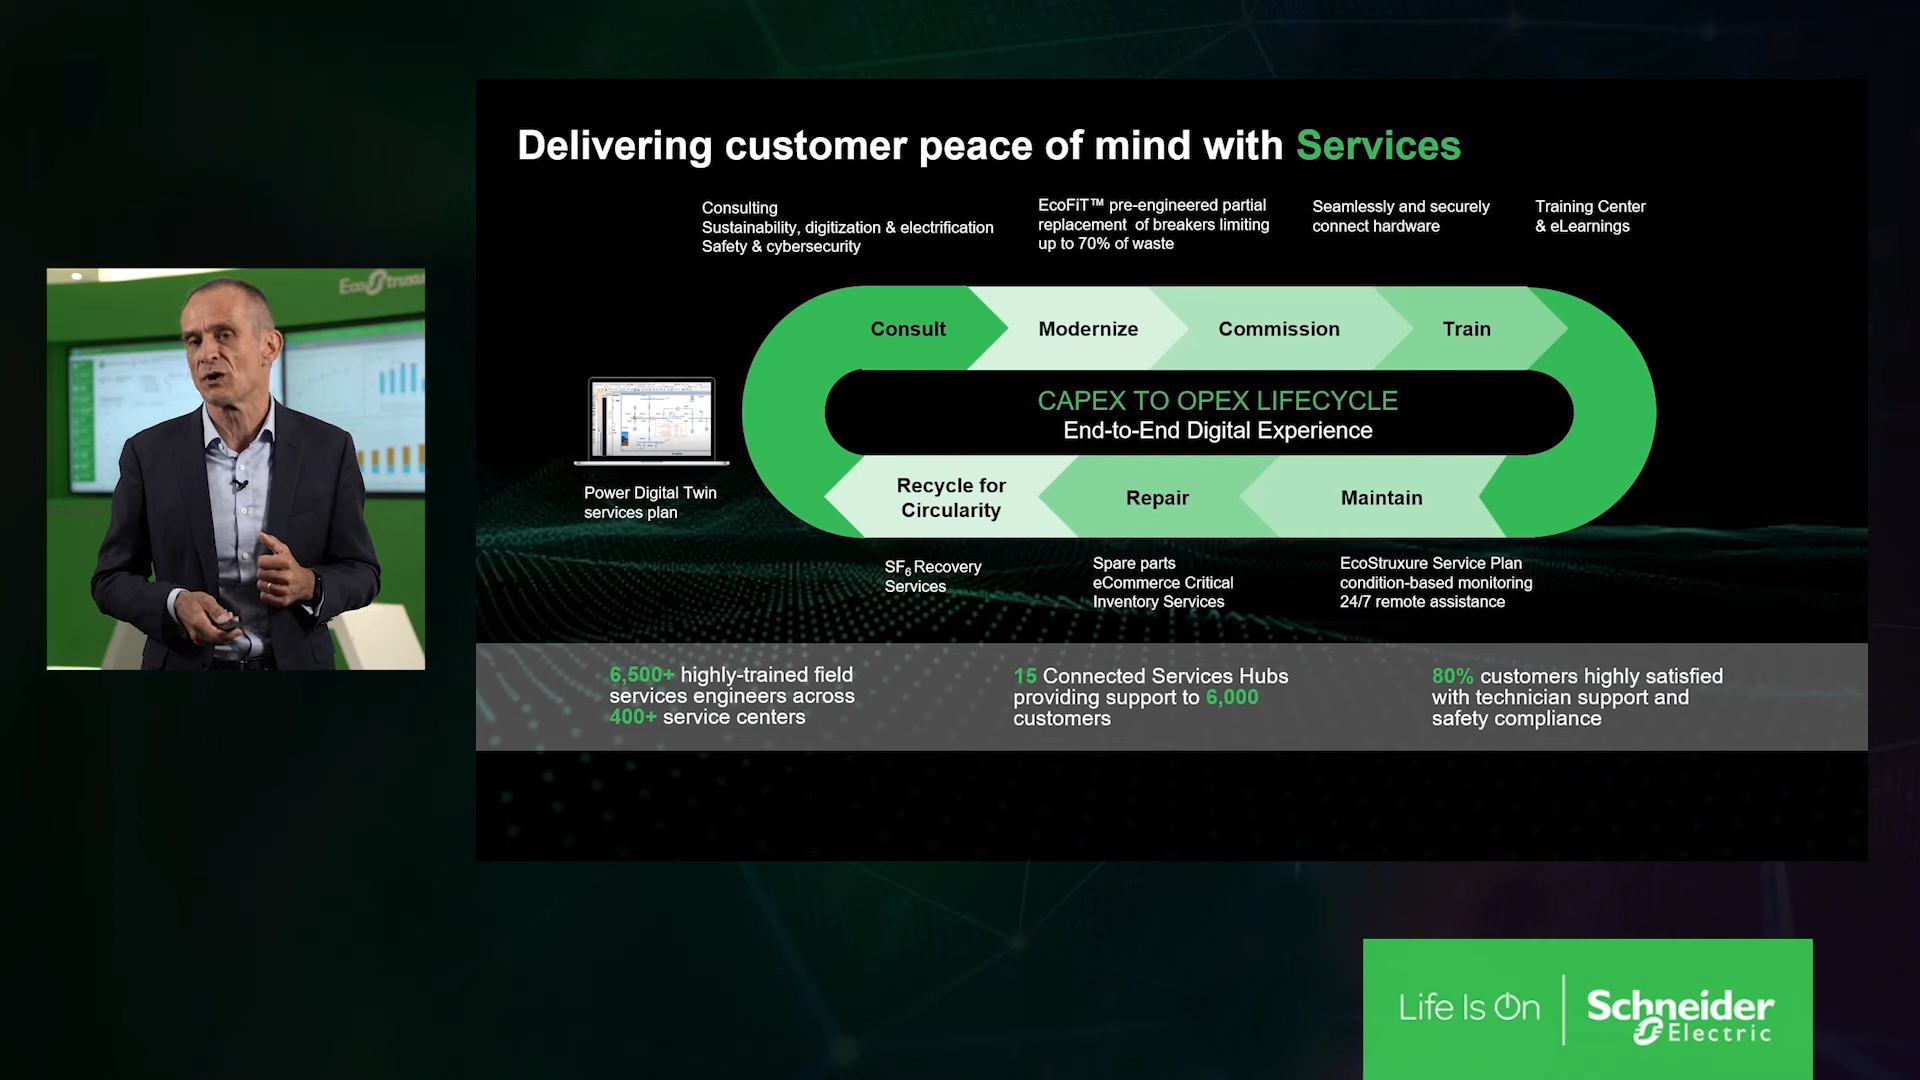 Delivering customer peace of mind with Services
Consulting
Sustainability, digitization & electrification
Safety & cybersecurity
EcoFiT™ pre-engineered partial
replacement of breakers limiting
up to 70% of waste
Seamlessly and securely
connect hardware
Training Center
& eLearnings
Consult
Modernize
Commission
Train
CAPEX TO OPEX LIFECYCLE
End-to-End Digital Experience
Power Digital Twin
services plan
Recycle for
Circularity
Repair
Maintain
SF₆ Recovery
Services
Spare parts
eCommerce Critical
Inventory Services
EcoStruxure Service Plan
condition-based monitoring
24/7 remote assistance
6,500+ highly-trained field
services engineers across
400+ service centers
15 Connected Services Hubs
providing support to 6,000
customers
80% customers highly satisfied
with technician support and
safety compliance
Life Is On
Schneider
Electric